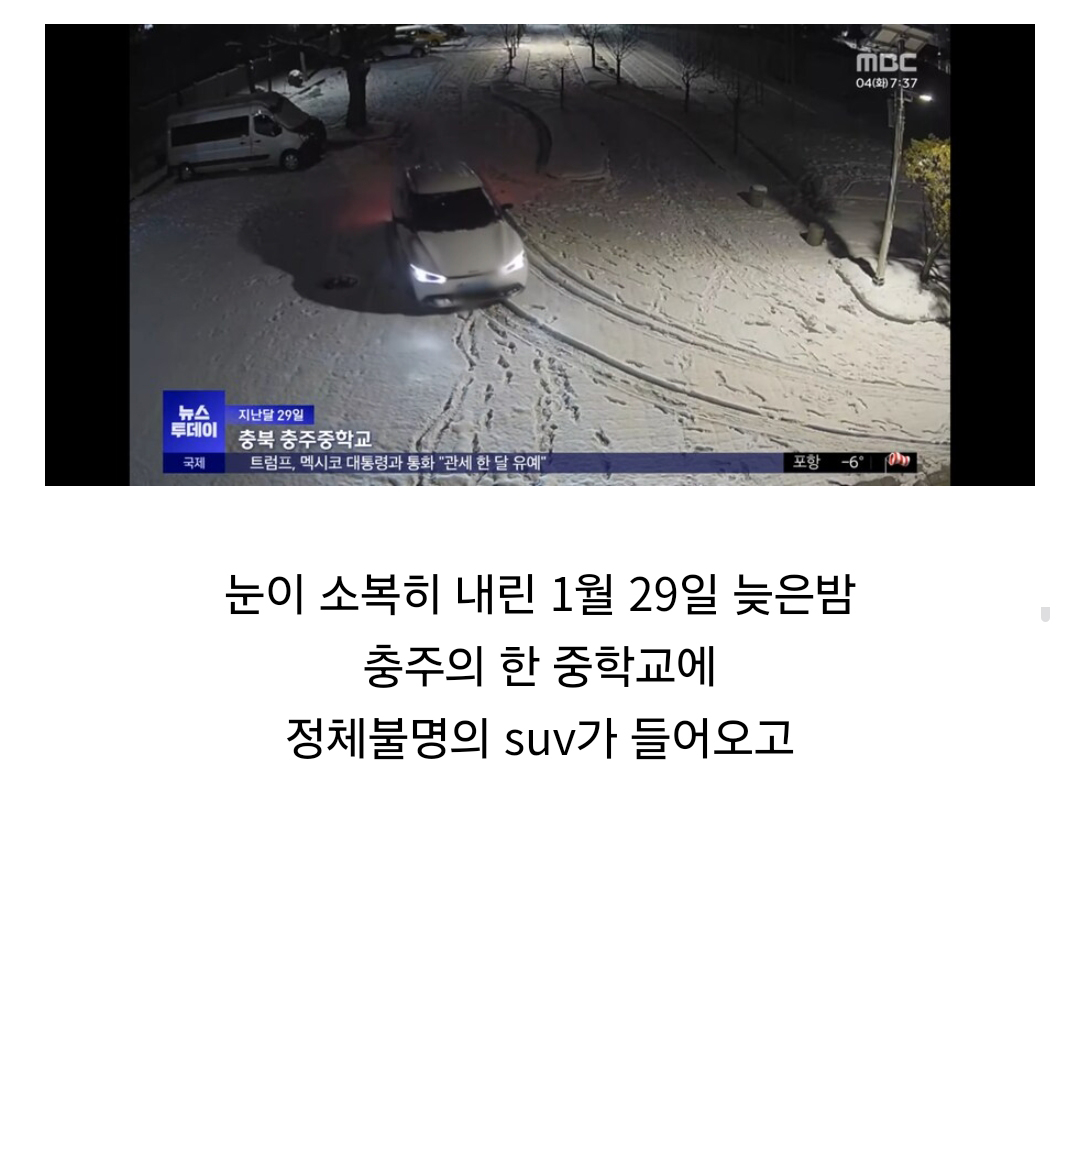 MBC
04(화) 7:37
뉴스
투데이
지난달 29일
충북 충주중학교
국제 트럼프, 멕시코 대통령과 통화 "관세 한 달 유예" 포항 -6°
눈이 소복히 내린 1월 29일 늦은밤
충주의 한 중학교에
정체불명의 suv가 들어오고